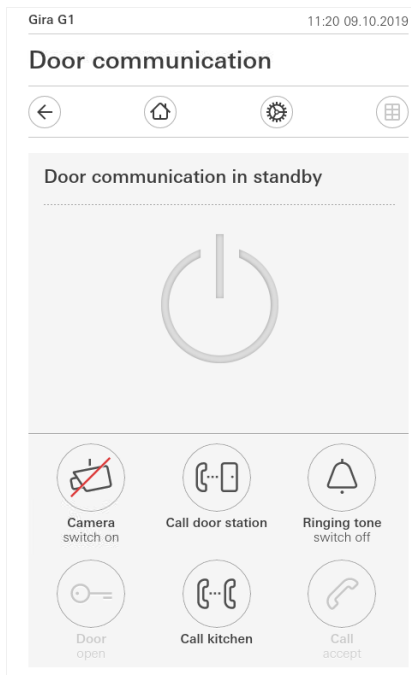 Gira G1 11:20 09.10.2019
Door communication
Door communication in standby
Camera Call door station Ringing tone
switch on switch off
Door Call kitchen Call
open accept